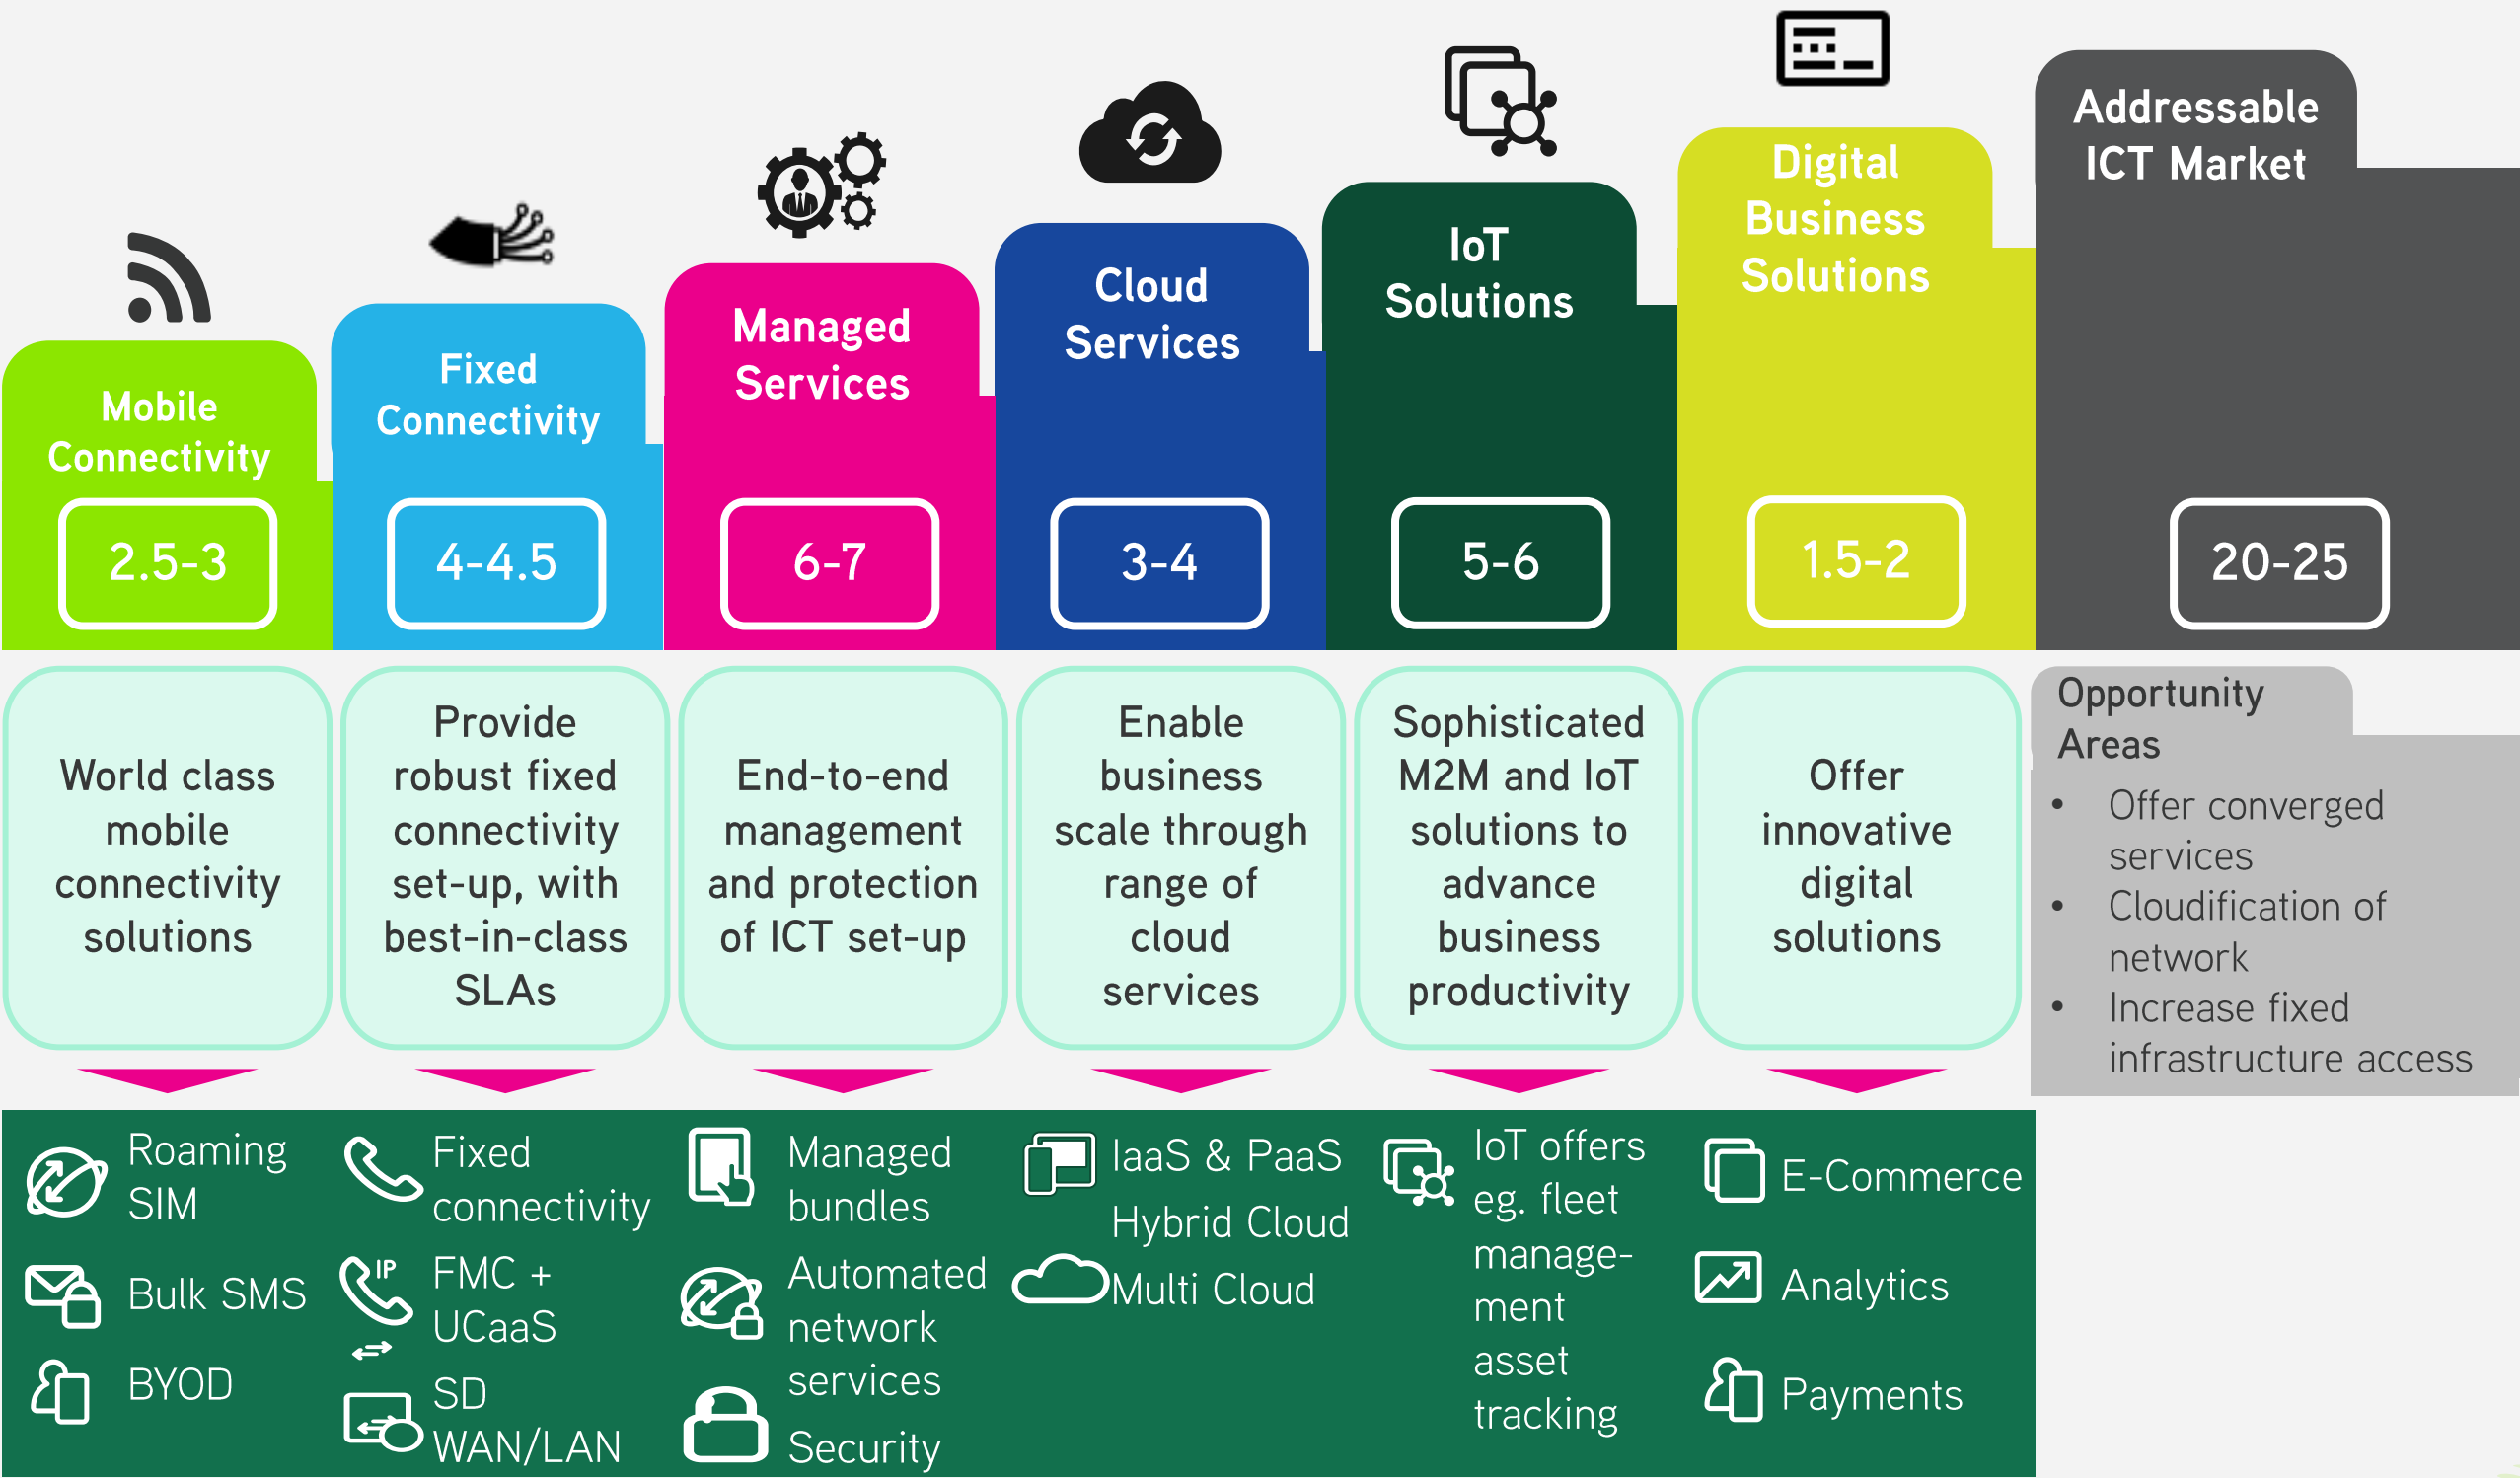 Mobile
Connectivity
2.5-3
Fixed
Connectivity
4-4.5
Managed
Services
6-7
Cloud
Services
3-4
IoT
Solutions
5-6
Digital
Business
Solutions
1.5-2
Addressable
ICT Market
20-25
World class
mobile
connectivity
solutions
Provide
robust fixed
connectivity
set-up, with
best-in-class
SLAs
End-to-end
management
and protection
of ICT set-up
Enable
business
scale through
range of
cloud
services
Sophisticated
M2M and IoT
solutions to
advance
business
productivity
Offer
innovative
digital
solutions
Opportunity
Areas
• Offer converged
services
• Cloudification of
network
• Increase fixed
infrastructure access
Roaming
SIM
Bulk SMS
BYOD
Fixed
connectivity
IP
FMC +
UCaaS
SD
WAN/LAN
Managed
bundles
Automated
network
services
Security
IaaS & PaaS
Hybrid Cloud
Multi Cloud
IoT offers
eg. fleet
manage-
ment
asset
tracking
E-Commerce
Analytics
Payments